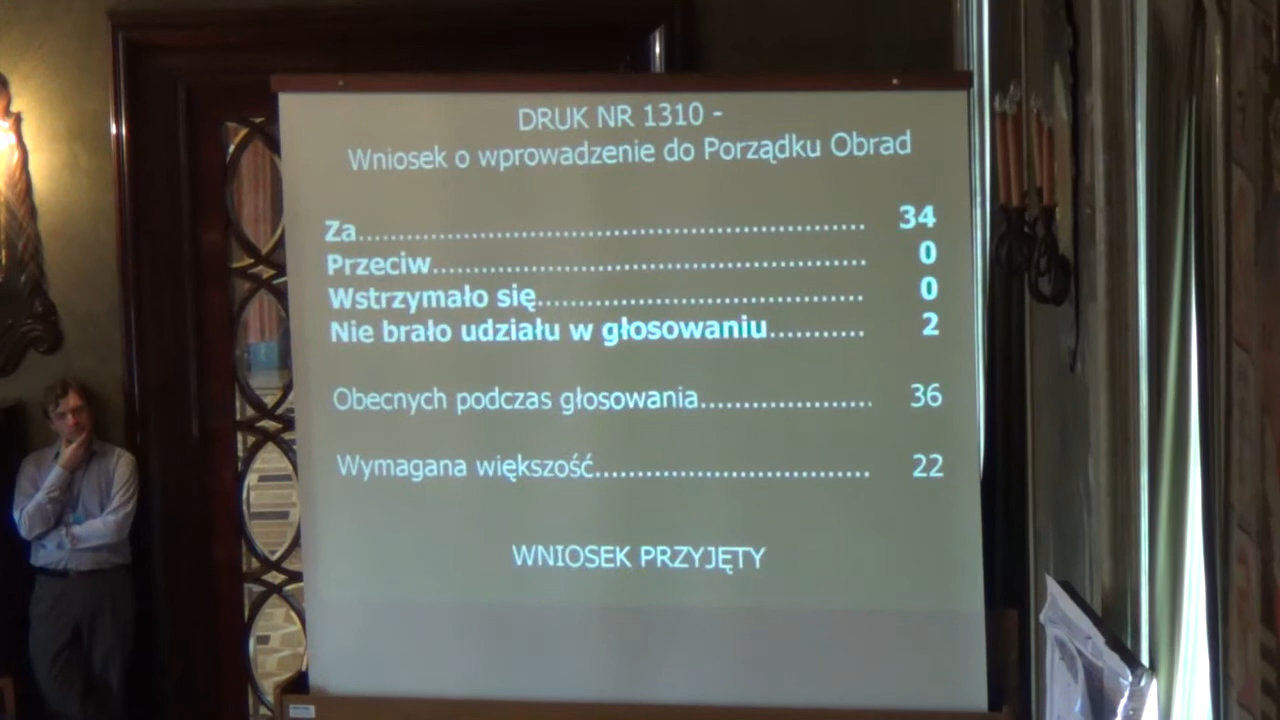 DRUK NR 1310 -
Wniosek o wprowadzenie do Porządku Obrad
Za............................................................... 34
Przeciw...................................................... 0
Wstrzymało się......................................... 0
Nie brało udziału w głosowaniu........... 2
Obecnych podczas głosowania..................... 36
Wymagana większość.................................. 22
WNIOSEK PRZYJĘTY